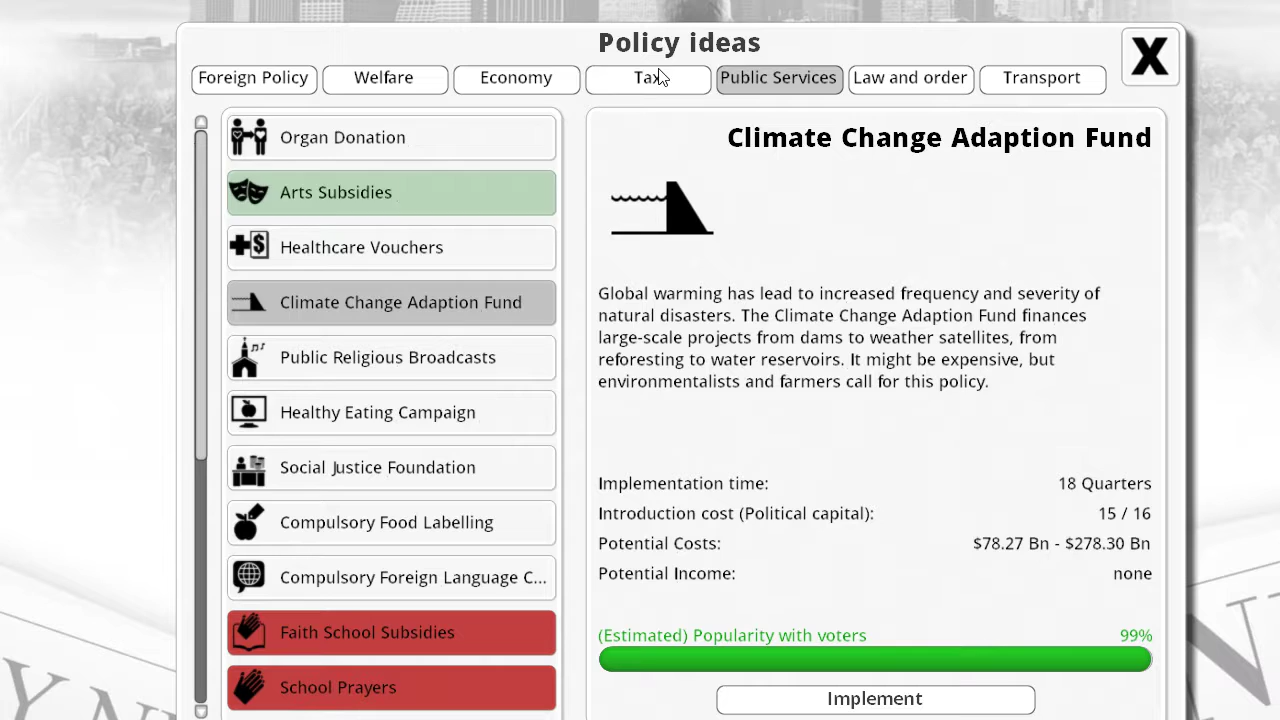 Policy ideas
X
Foreign Policy
Welfare
Economy
Tax
Public Services
Law and order
Transport
Organ Donation
Arts Subsidies
Healthcare Vouchers
Climate Change Adaption Fund
Public Religious Broadcasts
Healthy Eating Campaign
Social Justice Foundation
Compulsory Food Labelling
Compulsory Foreign Language C...
Faith School Subsidies
School Prayers
Climate Change Adaption Fund
Global warming has lead to increased frequency and severity of
natural disasters. The Climate Change Adaption Fund finances
large-scale projects from dams to weather satellites, from
reforesting to water reservoirs. It might be expensive, but
environmentalists and farmers call for this policy.
Implementation time: 18 Quarters
Introduction cost (Political capital): 15 / 16
Potential Costs: $78.27 Bn - $278.30 Bn
Potential Income: none
(Estimated) Popularity with voters 99%
Implement